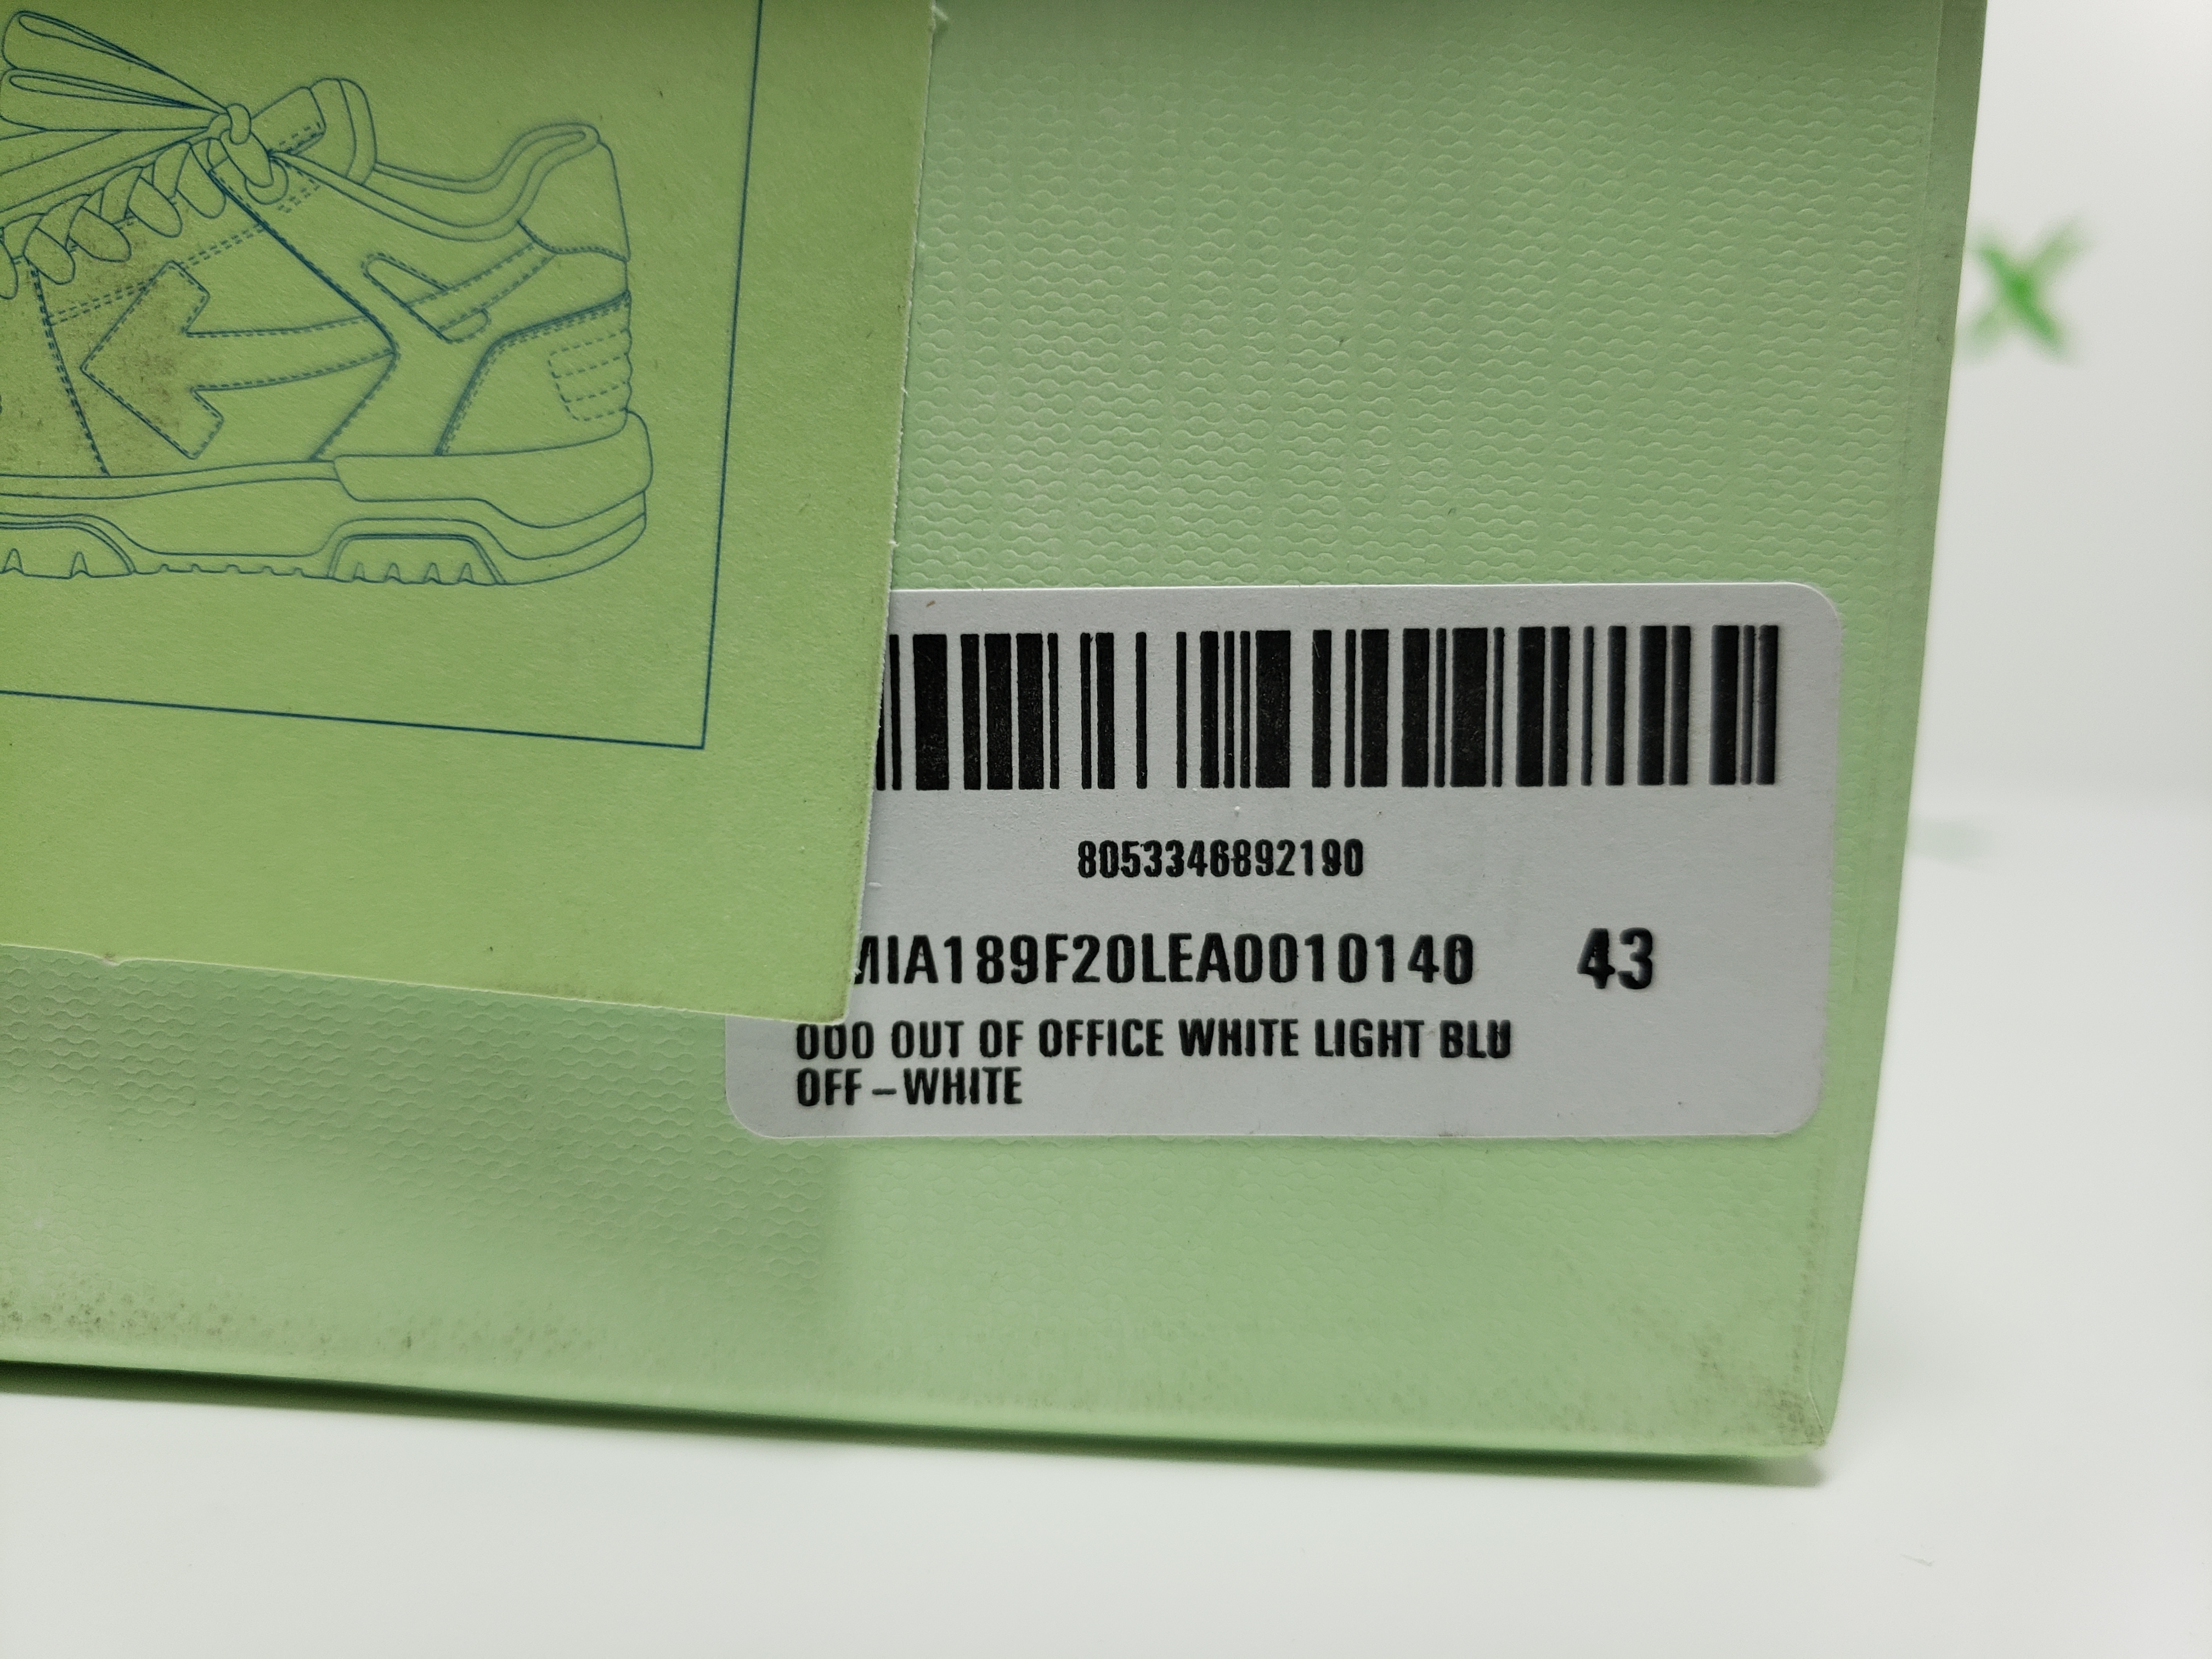 8053346892190
MIA189F20LEA0010140 43
OOO OUT OF OFFICE WHITE LIGHT BLU
OFF-WHITE